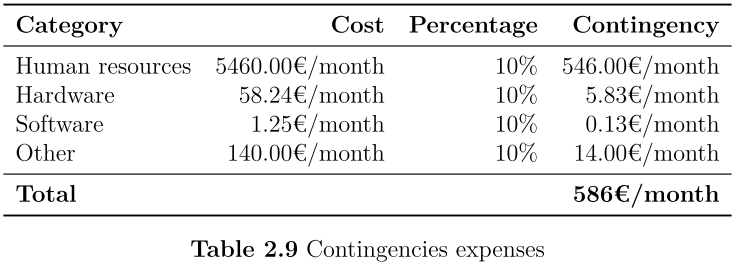 Category Cost Percentage Contingency
Human resources 5460.00€/month 10% 546.00€/month
Hardware 58.24€/month 10% 5.83€/month
Software 1.25€/month 10% 0.13€/month
Other 140.00€/month 10% 14.00€/month
Total 586€/month
Table 2.9 Contingencies expenses